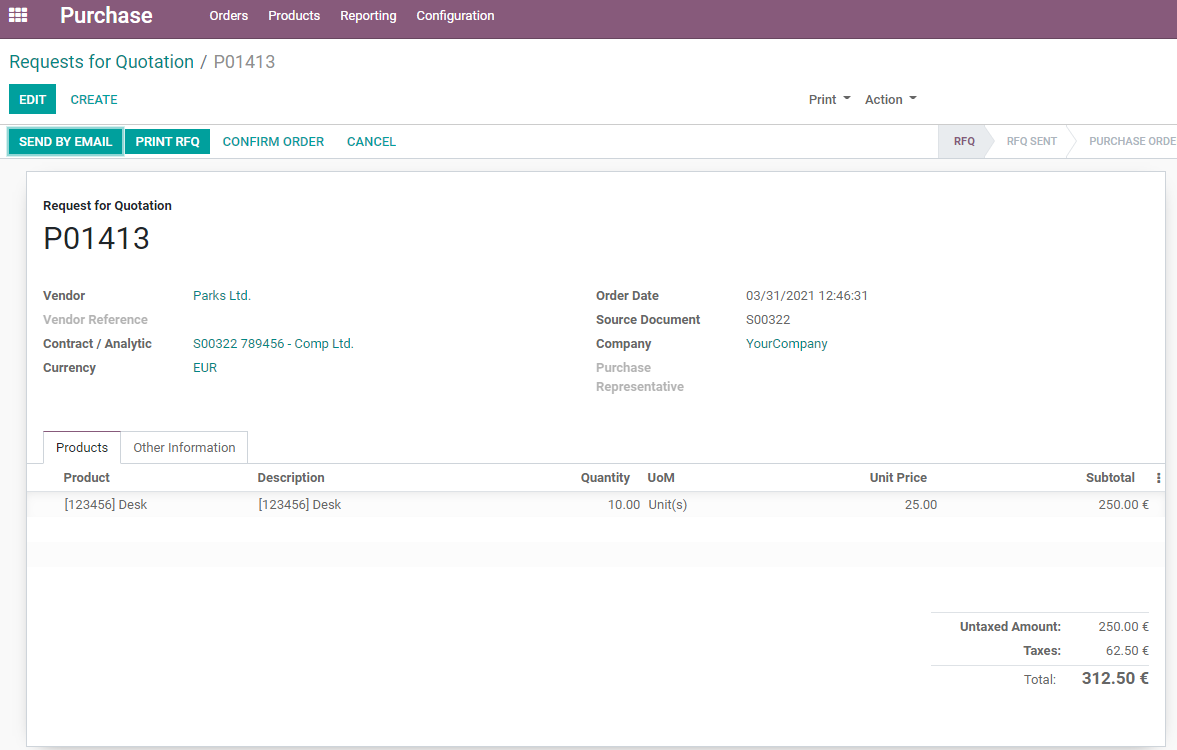 Purchase Orders Products Reporting Configuration
Requests for Quotation / P01413
EDIT CREATE Print Action
SEND BY EMAIL PRINT RFQ CONFIRM ORDER CANCEL RFQ RFQ SENT PURCHASE ORDE
Request for Quotation
P01413
Vendor Parks Ltd. Order Date 03/31/2021 12:46:31
Vendor Reference Source Document S00322
Contract / Analytic S00322 789456 - Comp Ltd. Company YourCompany
Currency EUR Purchase
Representative
Products Other Information
Product Description Quantity UoM Unit Price Subtotal
[123456] Desk [123456] Desk 10.00 Unit(s) 25.00 250.00 €
Untaxed Amount: 250.00 €
Taxes: 62.50 €
Total: 312.50 €